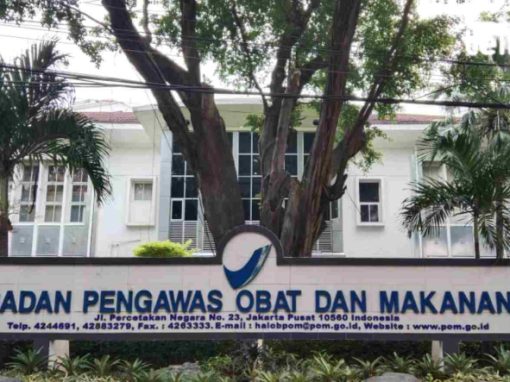 BADAN PENGAWAS OBAT DAN MAKANAN
Jl. Percetakan Negara No. 23, Jakarta Pusat 10560 Indonesia
Telp. 4244691, 42883279, Fax. : 4263333. E-mail : halobpom@pom.go.id, Website : www.pom.go.id